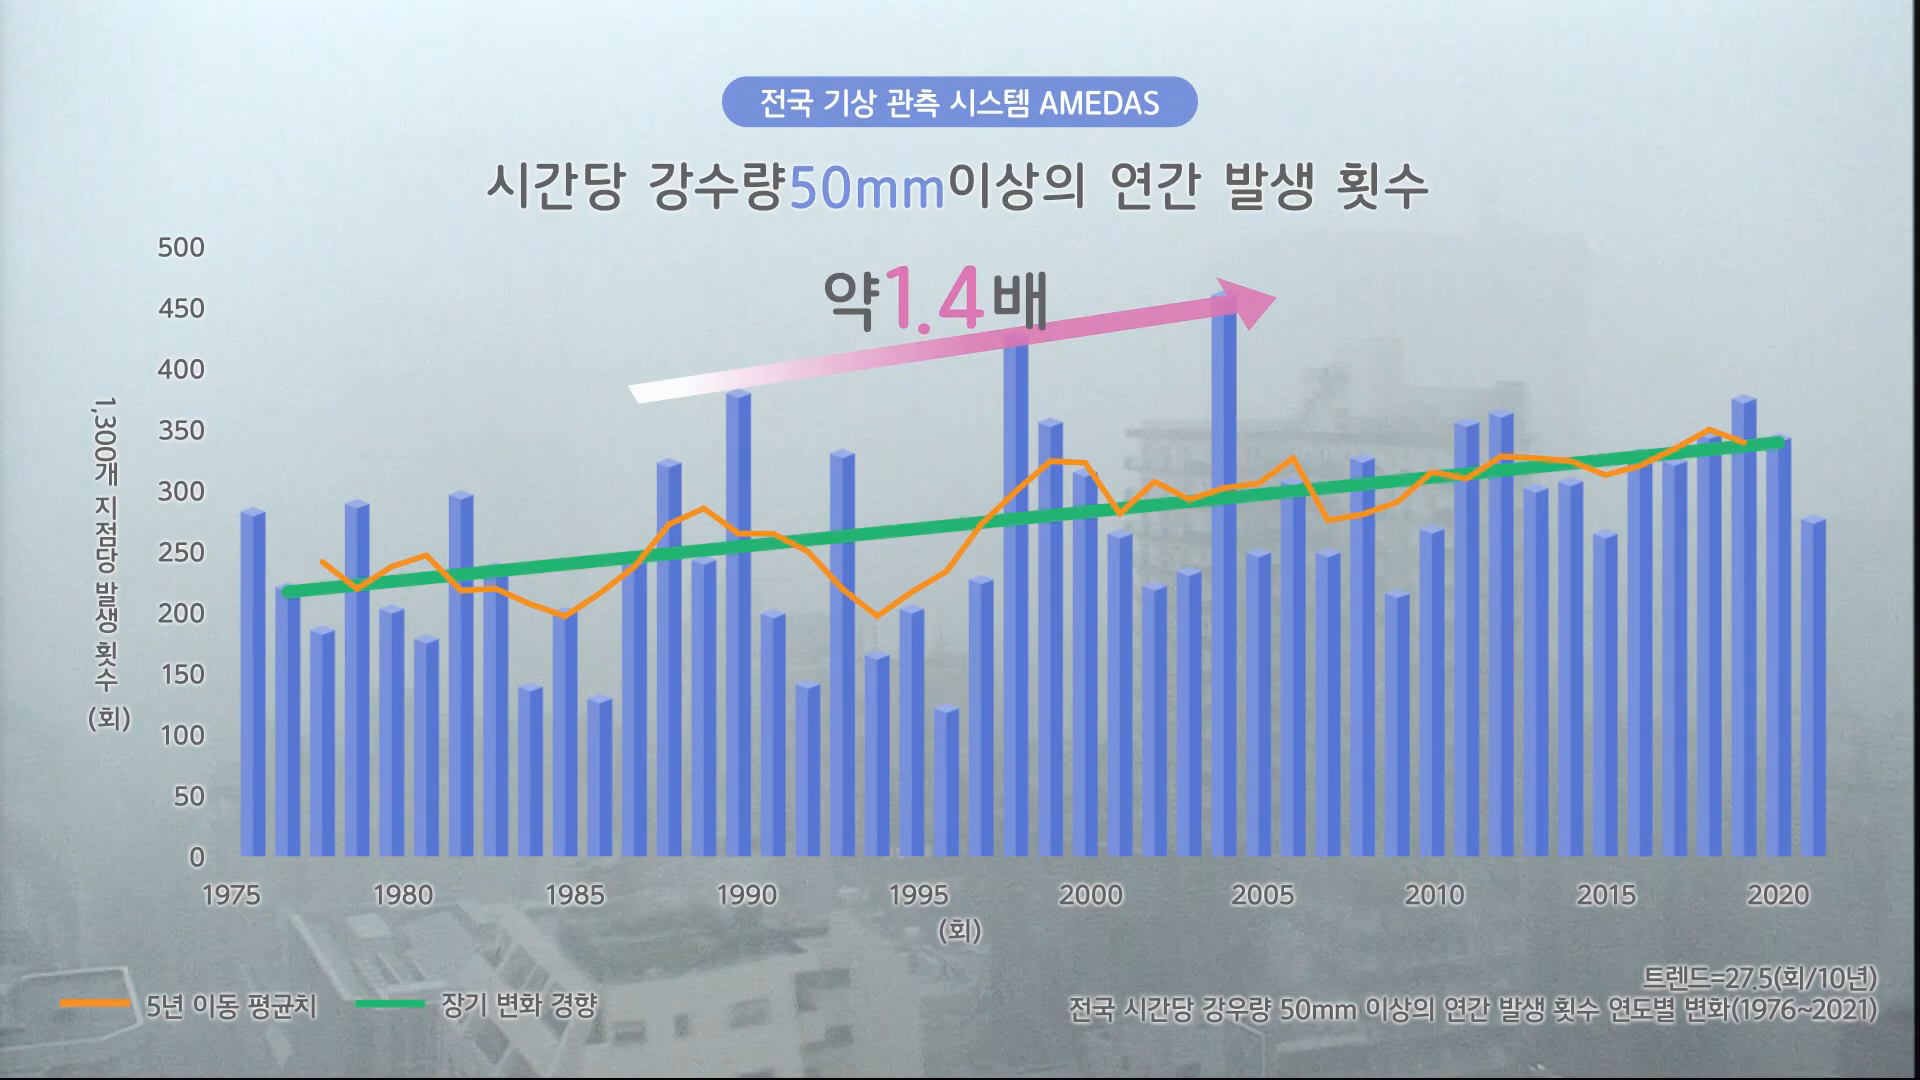 전국 기상 관측 시스템 AMEDAS
시간당 강수량50mm이상의 연간 발생 횟수
약1.4배
500
450
400
350
300
250
200
150
100
50
0
1,300개 지점당 발생 횟수 (회)
1975 1980 1985 1990 1995 2000 2005 2010 2015 2020
(회)
5년 이동 평균치 장기 변화 경향
트렌드=27.5(회/10년)
전국 시간당 강우량 50mm 이상의 연간 발생 횟수 연도별 변화(1976~2021)